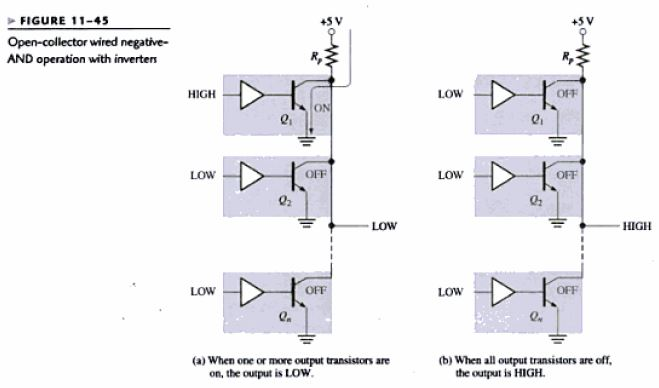 ▶ FIGURE 11–45
Open-collector wired negative-
AND operation with inverters
+5 V
Rp
HIGH
ON
Q1
LOW
OFF
Q2
LOW
LOW
OFF
Qn
(a) When one or more output transistors are
on, the output is LOW.
+5 V
Rp
LOW
OFF
Q1
LOW
OFF
Q2
HIGH
LOW
OFF
Qn
(b) When all output transistors are off,
the output is HIGH.